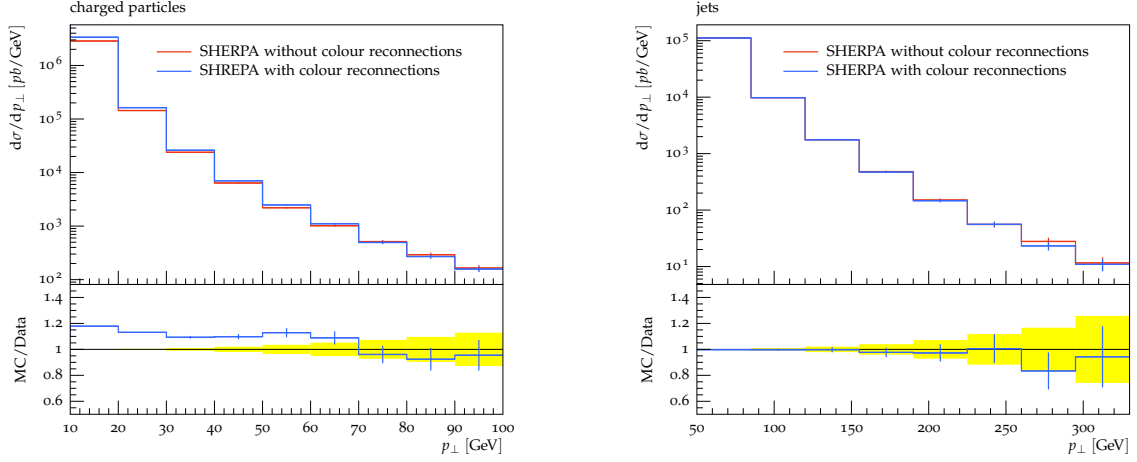 charged particles
dσ/dp⊥ [pb/GeV]
SHERPA without colour reconnections
SHREPA with colour reconnections
10⁶
10⁵
10⁴
10³
10²
MC/Data
1.4
1.2
1
0.8
0.6
10 20 30 40 50 60 70 80 90 100
p⊥ [GeV]
jets
dσ/dp⊥ [pb/GeV]
SHERPA without colour reconnections
SHERPA with colour reconnections
10⁵
10⁴
10³
10²
10¹
MC/Data
1.4
1.2
1
0.8
0.6
50 100 150 200 250 300
p⊥ [GeV]